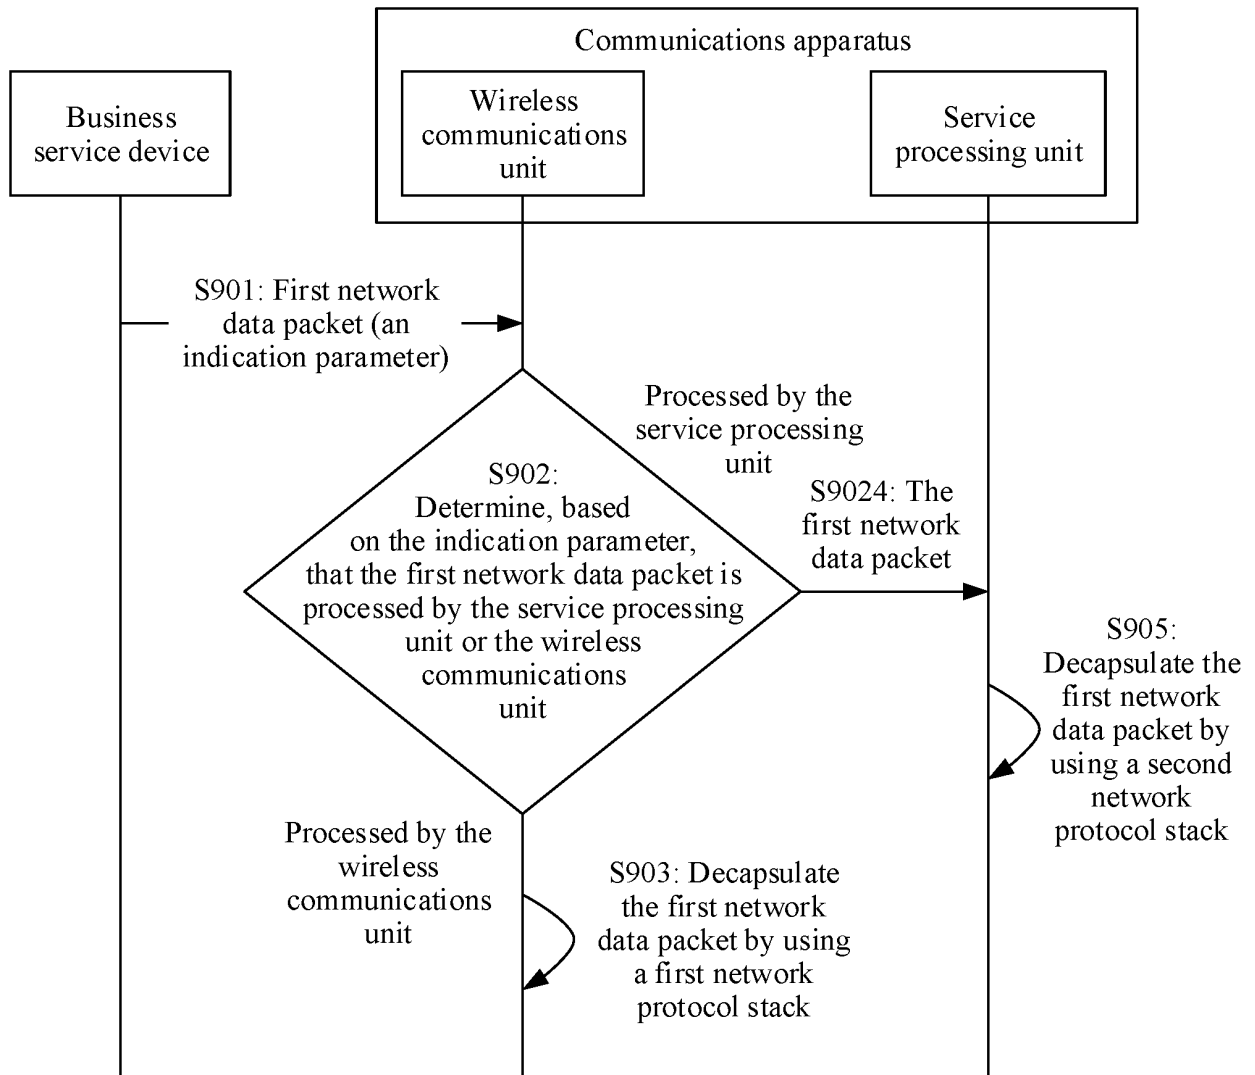 Communications apparatus
Business
service device
Wireless
communications
unit
Service
processing unit
S901: First network
data packet (an
indication parameter)
Processed by the
service processing
unit
S902:
Determine, based
on the indication parameter,
that the first network data packet is
processed by the service processing
unit or the wireless
communications
unit
S9024: The
first network
data packet
S905:
Decapsulate the
first network
data packet by
using a second
network
protocol stack
Processed by the
wireless
communications
unit
S903: Decapsulate
the first network
data packet by using
a first network
protocol stack